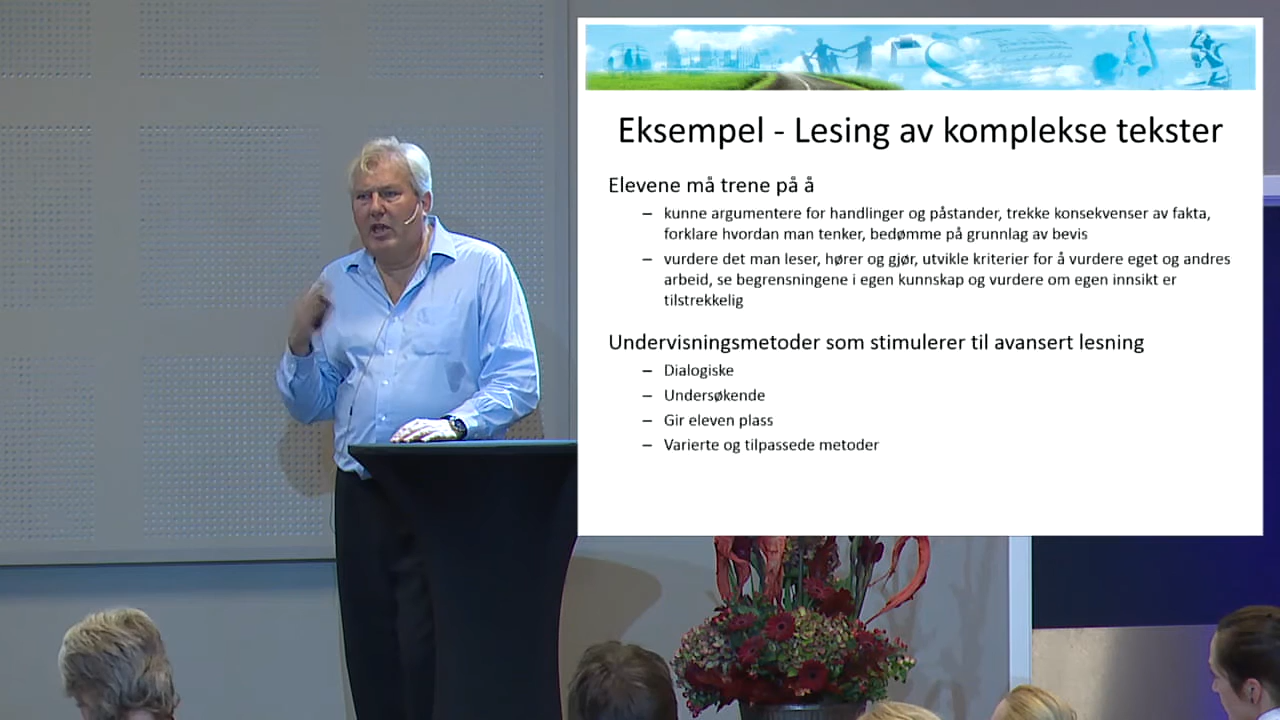 Eksempel - Lesing av komplekse tekster
Elevene må trene på å
– kunne argumentere for handlinger og påstander, trekke konsekvenser av fakta,
forklare hvordan man tenker, bedømme på grunnlag av bevis
– vurdere det man leser, hører og gjør, utvikle kriterier for å vurdere eget og andres
arbeid, se begrensningene i egen kunnskap og vurdere om egen innsikt er
tilstrekkelig
Undervisningsmetoder som stimulerer til avansert lesning
– Dialogiske
– Undersøkende
– Gir eleven plass
– Varierte og tilpassede metoder